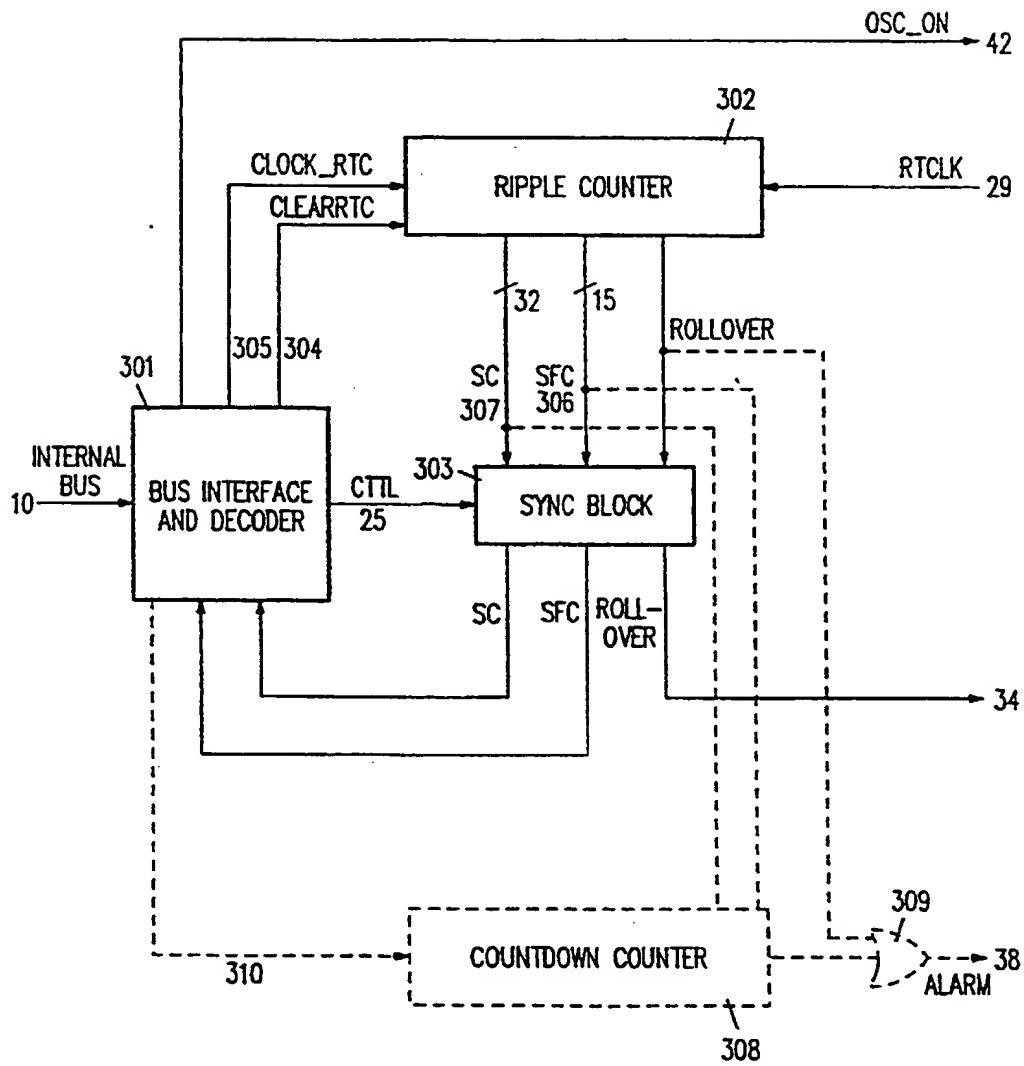 OSC_ON
42
302
CLOCK_RTC
RIPPLE COUNTER
RTCLK
29
CLEARRTC
32
15
ROLLOVER
305
304
301
SC
307
SFC
306
INTERNAL
BUS
10
BUS INTERFACE
AND DECODER
CTTL
25
303
SYNC BLOCK
SC
SFC
ROLL-
OVER
34
309
310
COUNTDOWN COUNTER
38
ALARM
308